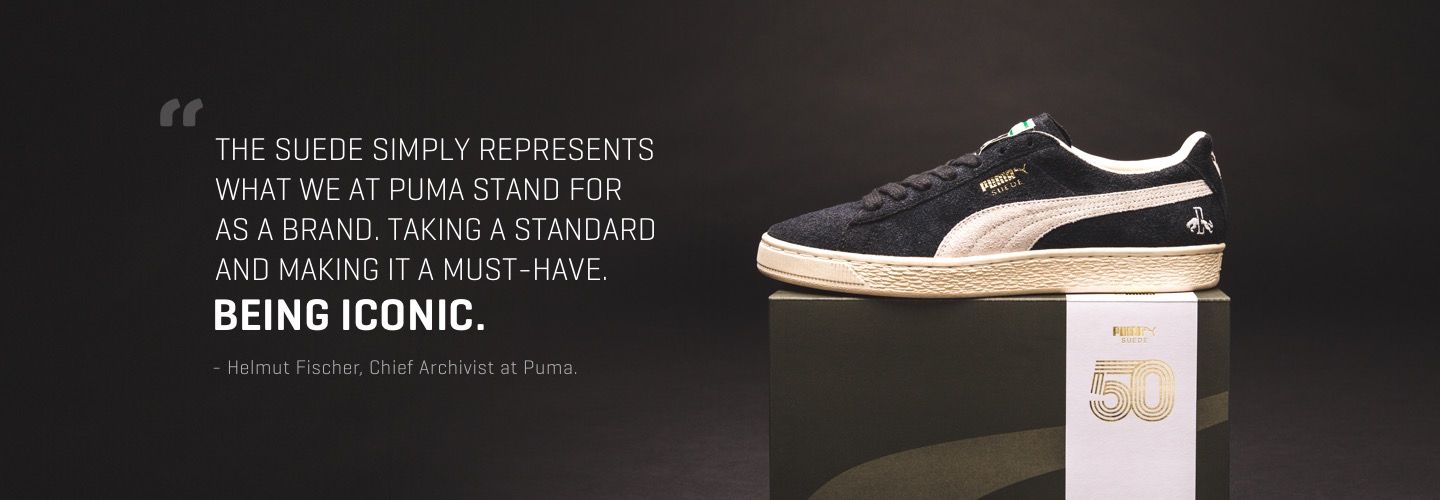 “
THE SUEDE SIMPLY REPRESENTS
WHAT WE AT PUMA STAND FOR
AS A BRAND. TAKING A STANDARD
AND MAKING IT A MUST-HAVE.
BEING ICONIC.
- Helmut Fischer, Chief Archivist at Puma.
PUMA
SUEDE
PUMA
SUEDE
50